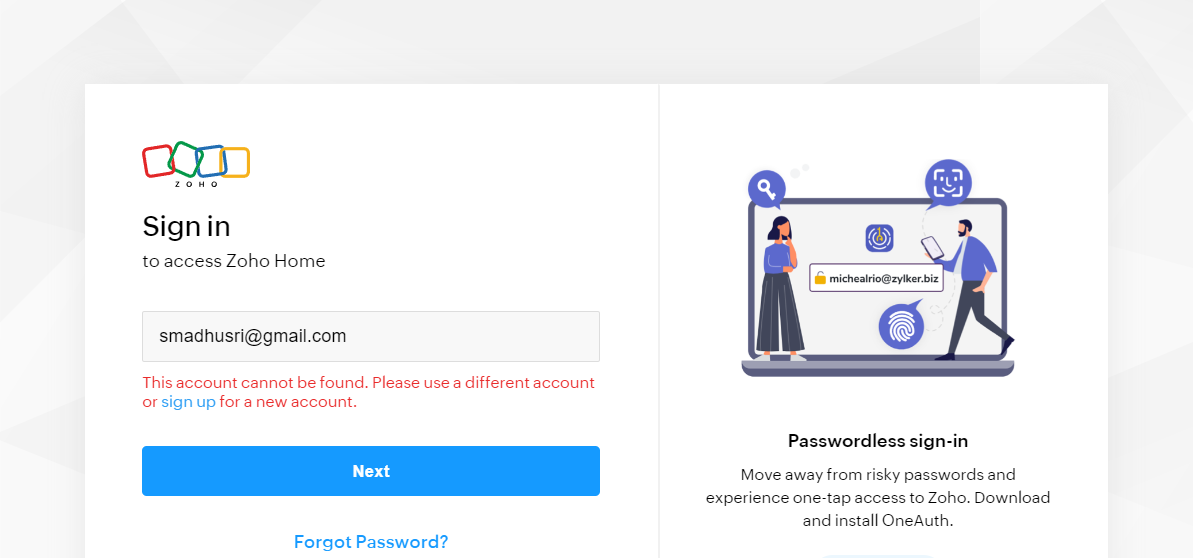 ZOHO
Sign in
to access Zoho Home
smadhusri@gmail.com
This account cannot be found. Please use a different account
or sign up for a new account.
Next
Forgot Password?
michealrio@zylker.biz
Passwordless sign-in
Move away from risky passwords and
experience one-tap access to Zoho. Download
and install OneAuth.